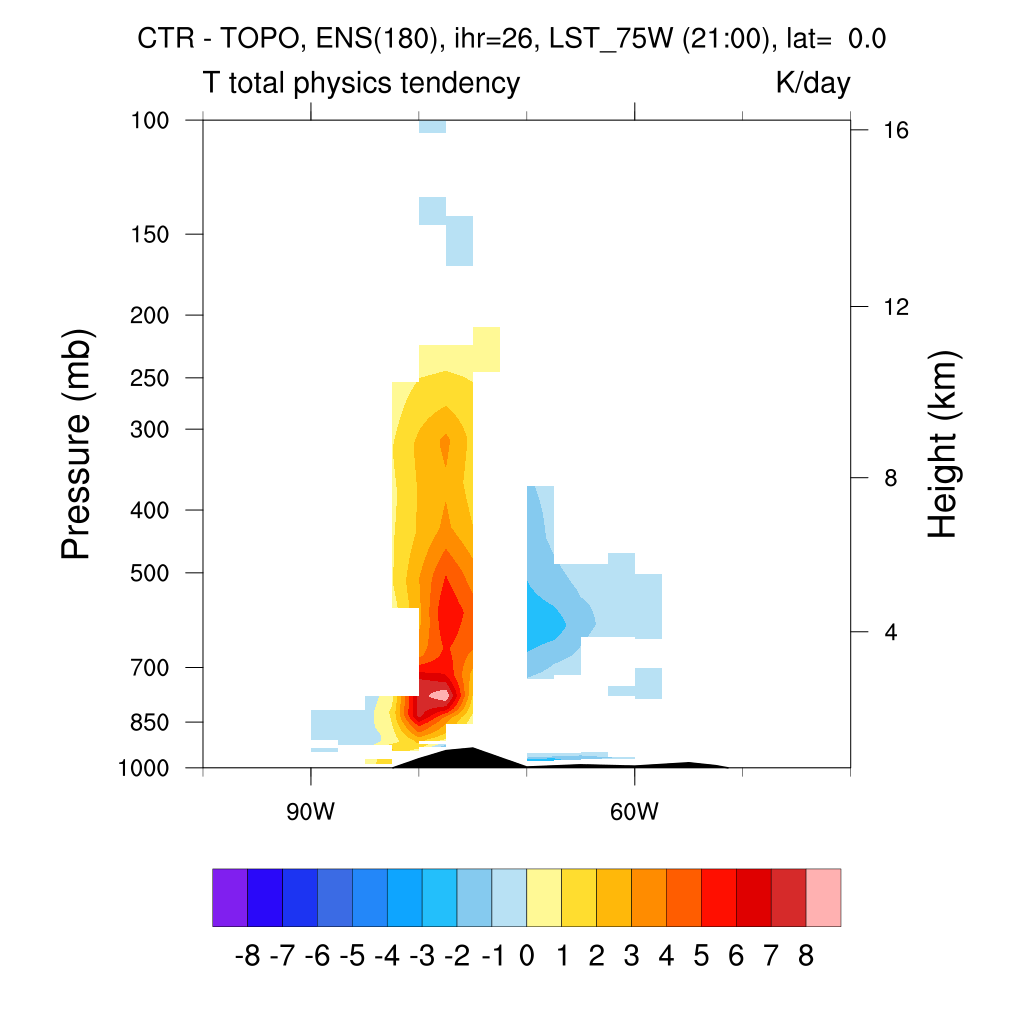 CTR - TOPO, ENS(180), ihr=26, LST_75W (21:00), lat=  0.0
T total physics tendency K/day
100
150
200
250
300
400
500
700
850
1000
Pressure (mb)
16
12
8
4
Height (km)
90W 60W
-8 -7 -6 -5 -4 -3 -2 -1 0 1 2 3 4 5 6 7 8